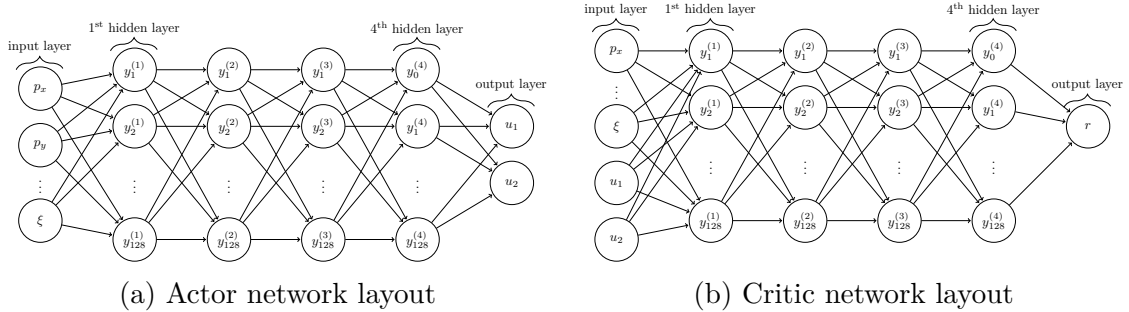 input layer
1st hidden layer
4th hidden layer
output layer
p_x
p_y
⋮
ξ
y_1^(1)
y_2^(1)
⋮
y_128^(1)
y_1^(2)
y_2^(2)
⋮
y_128^(2)
y_1^(3)
y_2^(3)
⋮
y_128^(3)
y_0^(4)
y_1^(4)
⋮
y_128^(4)
u_1
u_2
(a) Actor network layout
input layer
1st hidden layer
4th hidden layer
output layer
p_x
⋮
ξ
u_1
u_2
y_1^(1)
y_2^(1)
⋮
y_128^(1)
y_1^(2)
y_2^(2)
⋮
y_128^(2)
y_1^(3)
y_2^(3)
⋮
y_128^(3)
y_0^(4)
y_1^(4)
⋮
y_128^(4)
r
(b) Critic network layout